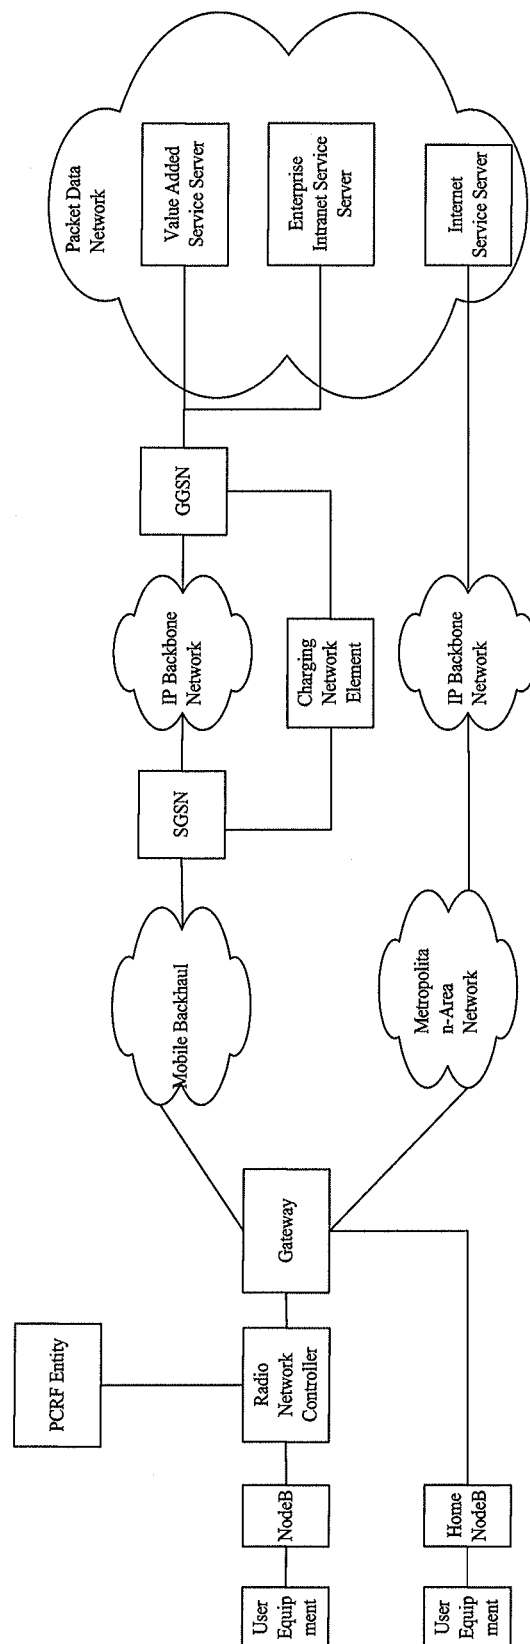 Packet Data
Network
Value Added
Service Server
Enterprise
Intranet Service
Server
Internet
Service Server
GGSN
IP Backbone
Network
Charging
Network
Element
IP Backbone
Network
SGSN
Mobile Backhaul
Metropolita
n-Area
Network
Gateway
PCRF Entity
Radio
Network
Controller
NodeB
Home
NodeB
User
Equip
ment
User
Equip
ment